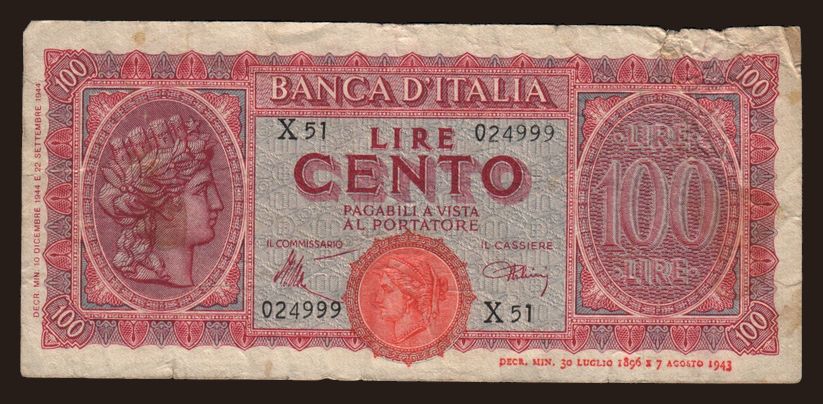 100
100
BANCA D'ITALIA
X 51
024999
LIRE
CENTO
PAGABILI A VISTA
AL PORTATORE
IL COMMISSARIO
IL CASSIERE
LIRE
100
LIRE
024999
X 51
100
100
DECR. MIN. 10 DICEMBRE 1944 E 22 SETTEMBRE 1944
DECR. MIN. 30 LUGLIO 1896 E 7 AGOSTO 1943